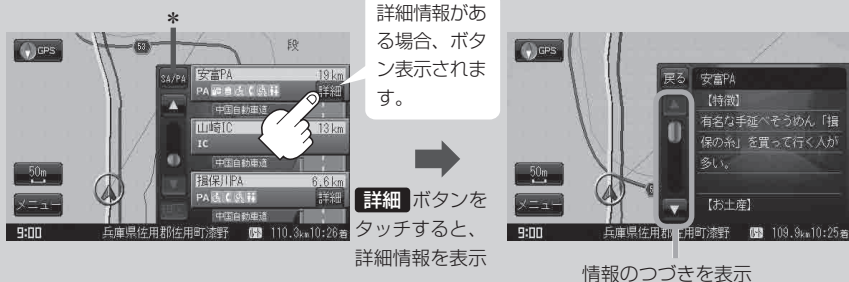 *
詳細情報があ
る場合、ボタ
ン表示されま
す。
GPS
53
段
SA/PA
安富PA
19km
PA
詳細
中国自動車道
山崎IC
13km
IC
中国自動車道
揖保川PA
6.6km
PA
詳細
中国自動車道
50m
メニュー
9:00
兵庫県佐用郡佐用町漆野
110.3km10:26着
詳細 ボタンを
タッチすると、
詳細情報を表示
GPS
戻る
安富PA
【特徴】
有名な手延べそうめん「揖
保の糸」を買って行く人が
多い。
【お土産】
50m
メニュー
9:00
兵庫県佐用郡佐用町漆野
109.9km10:25着
情報のつづきを表示